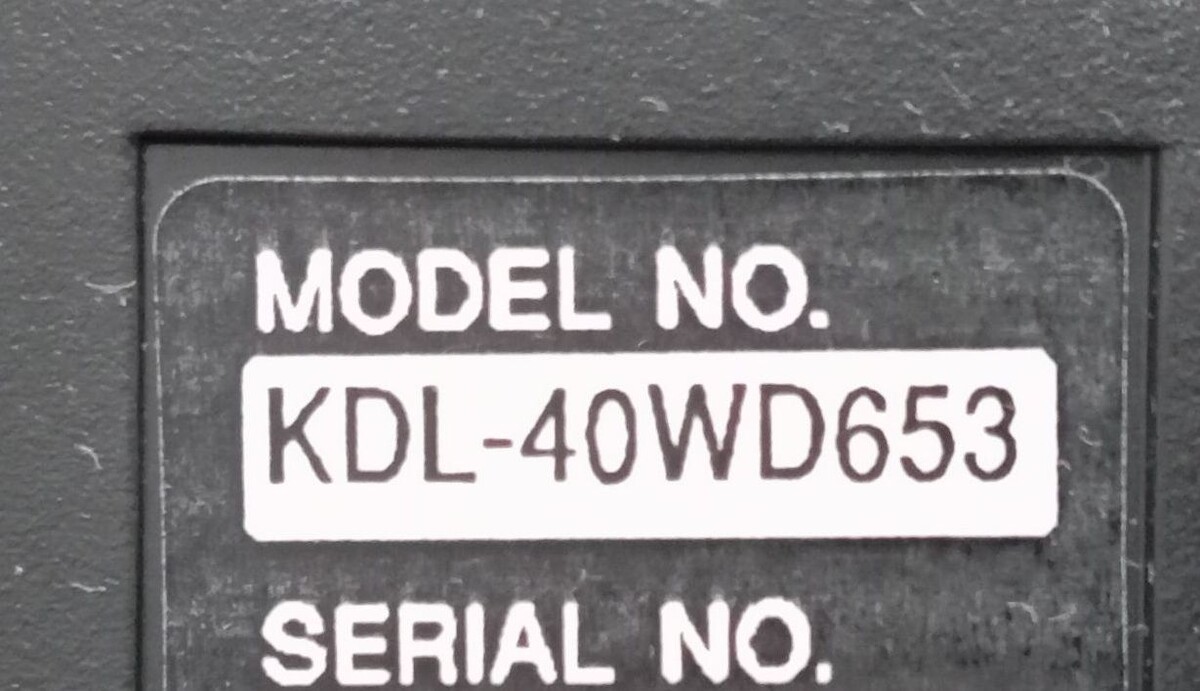 MODEL NO.
KDL-40WD653
SERIAL NO.